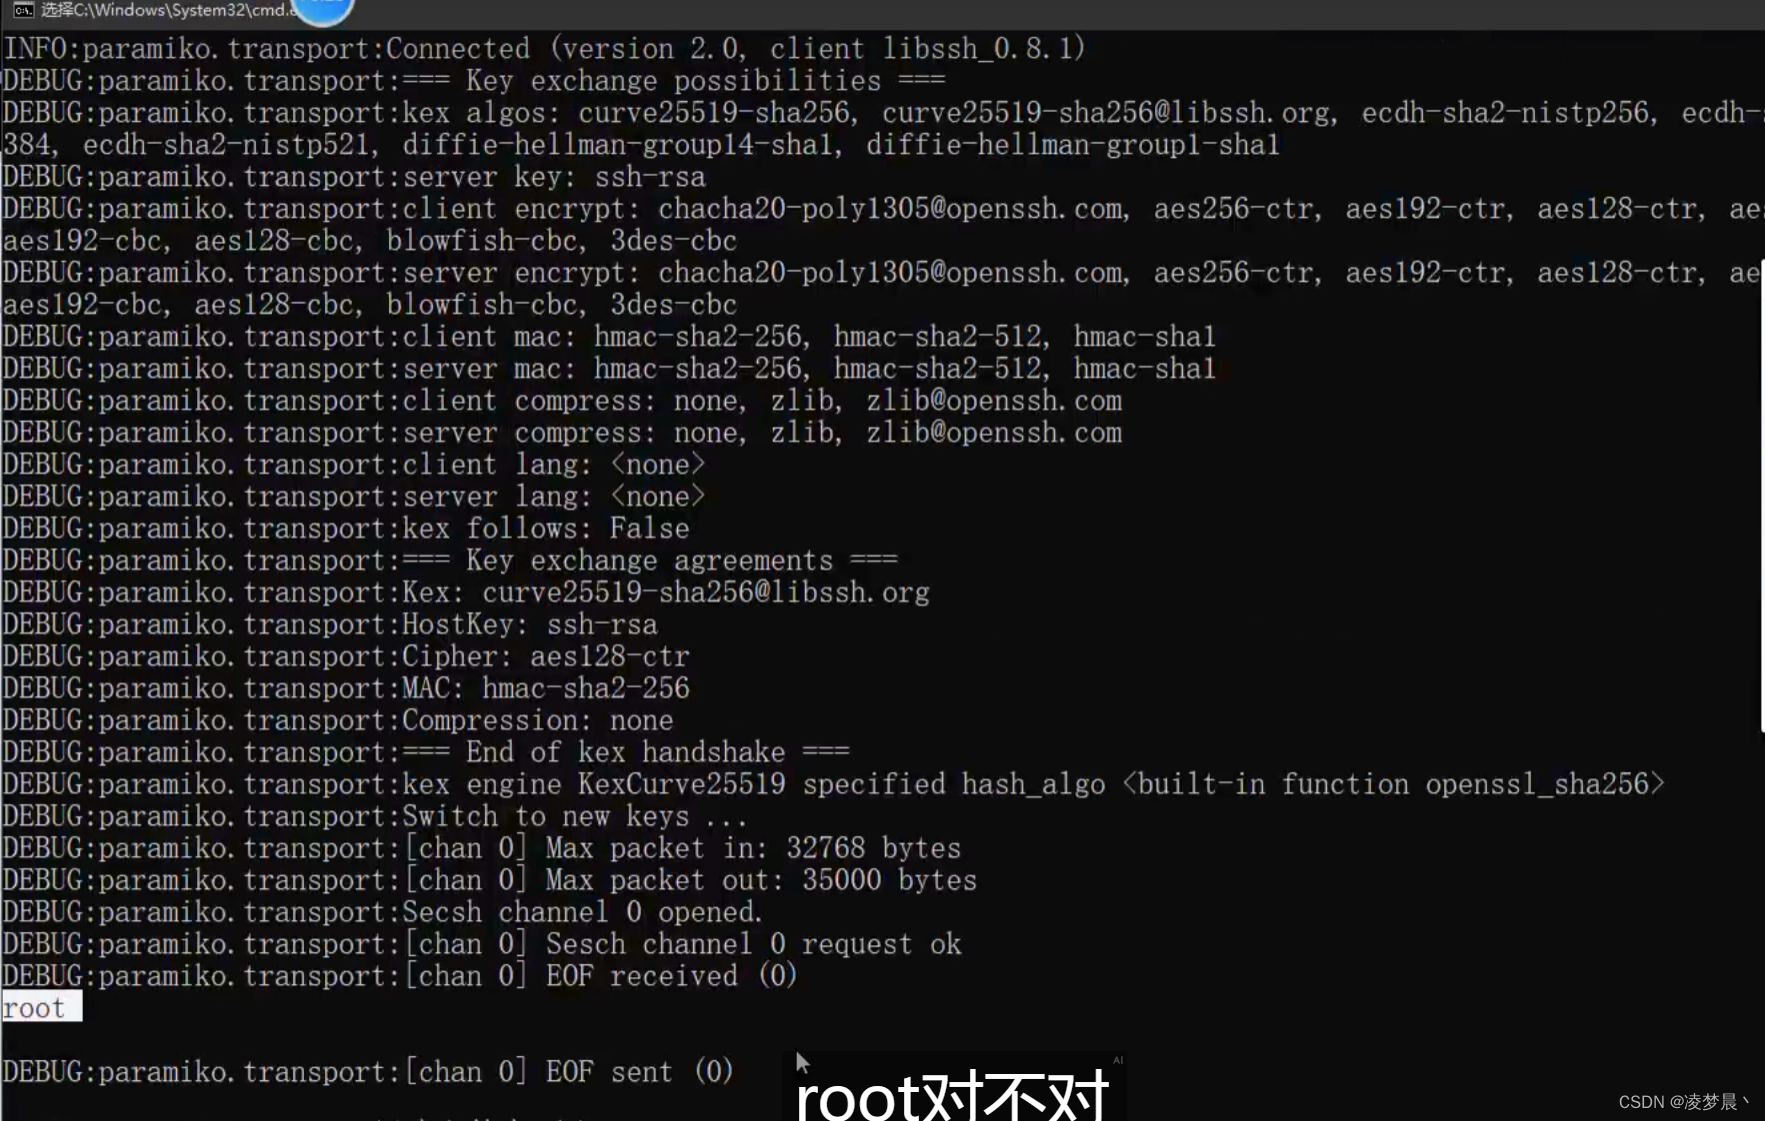 选择C:\Windows\System32\cmd.e
INFO:paramiko.transport:Connected (version 2.0, client libssh_0.8.1)
DEBUG:paramiko.transport:=== Key exchange possibilities ===
DEBUG:paramiko.transport:kex algos: curve25519-sha256, curve25519-sha256@libssh.org, ecdh-sha2-nistp256, ecdh-
384, ecdh-sha2-nistp521, diffie-hellman-group14-sha1, diffie-hellman-group1-sha1
DEBUG:paramiko.transport:server key: ssh-rsa
DEBUG:paramiko.transport:client encrypt: chacha20-poly1305@openssh.com, aes256-ctr, aes192-ctr, aes128-ctr, ae
aes192-cbc, aes128-cbc, blowfish-cbc, 3des-cbc
DEBUG:paramiko.transport:server encrypt: chacha20-poly1305@openssh.com, aes256-ctr, aes192-ctr, aes128-ctr, ae
aes192-cbc, aes128-cbc, blowfish-cbc, 3des-cbc
DEBUG:paramiko.transport:client mac: hmac-sha2-256, hmac-sha2-512, hmac-sha1
DEBUG:paramiko.transport:server mac: hmac-sha2-256, hmac-sha2-512, hmac-sha1
DEBUG:paramiko.transport:client compress: none, zlib, zlib@openssh.com
DEBUG:paramiko.transport:server compress: none, zlib, zlib@openssh.com
DEBUG:paramiko.transport:client lang: <none>
DEBUG:paramiko.transport:server lang: <none>
DEBUG:paramiko.transport:kex follows: False
DEBUG:paramiko.transport:=== Key exchange agreements ===
DEBUG:paramiko.transport:Kex: curve25519-sha256@libssh.org
DEBUG:paramiko.transport:HostKey: ssh-rsa
DEBUG:paramiko.transport:Cipher: aes128-ctr
DEBUG:paramiko.transport:MAC: hmac-sha2-256
DEBUG:paramiko.transport:Compression: none
DEBUG:paramiko.transport:=== End of kex handshake ===
DEBUG:paramiko.transport:kex engine KexCurve25519 specified hash_algo <built-in function openssl_sha256>
DEBUG:paramiko.transport:Switch to new keys ...
DEBUG:paramiko.transport:[chan 0] Max packet in: 32768 bytes
DEBUG:paramiko.transport:[chan 0] Max packet out: 35000 bytes
DEBUG:paramiko.transport:Secsh channel 0 opened.
DEBUG:paramiko.transport:[chan 0] Sesch channel 0 request ok
DEBUG:paramiko.transport:[chan 0] EOF received (0)
root
DEBUG:paramiko.transport:[chan 0] EOF sent (0)
AI
root对不对
CSDN @凌梦晨丶